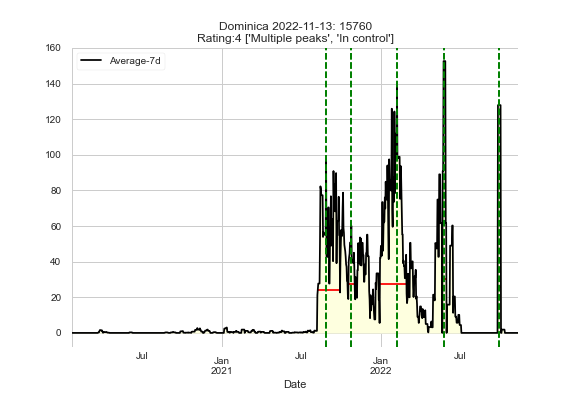 Dominica 2022-11-13: 15760
Rating:4 ['Multiple peaks', 'In control']
Average-7d
160
140
120
100
80
60
40
20
0
Jul
Jan
2021
Jul
Jan
2022
Jul
Date